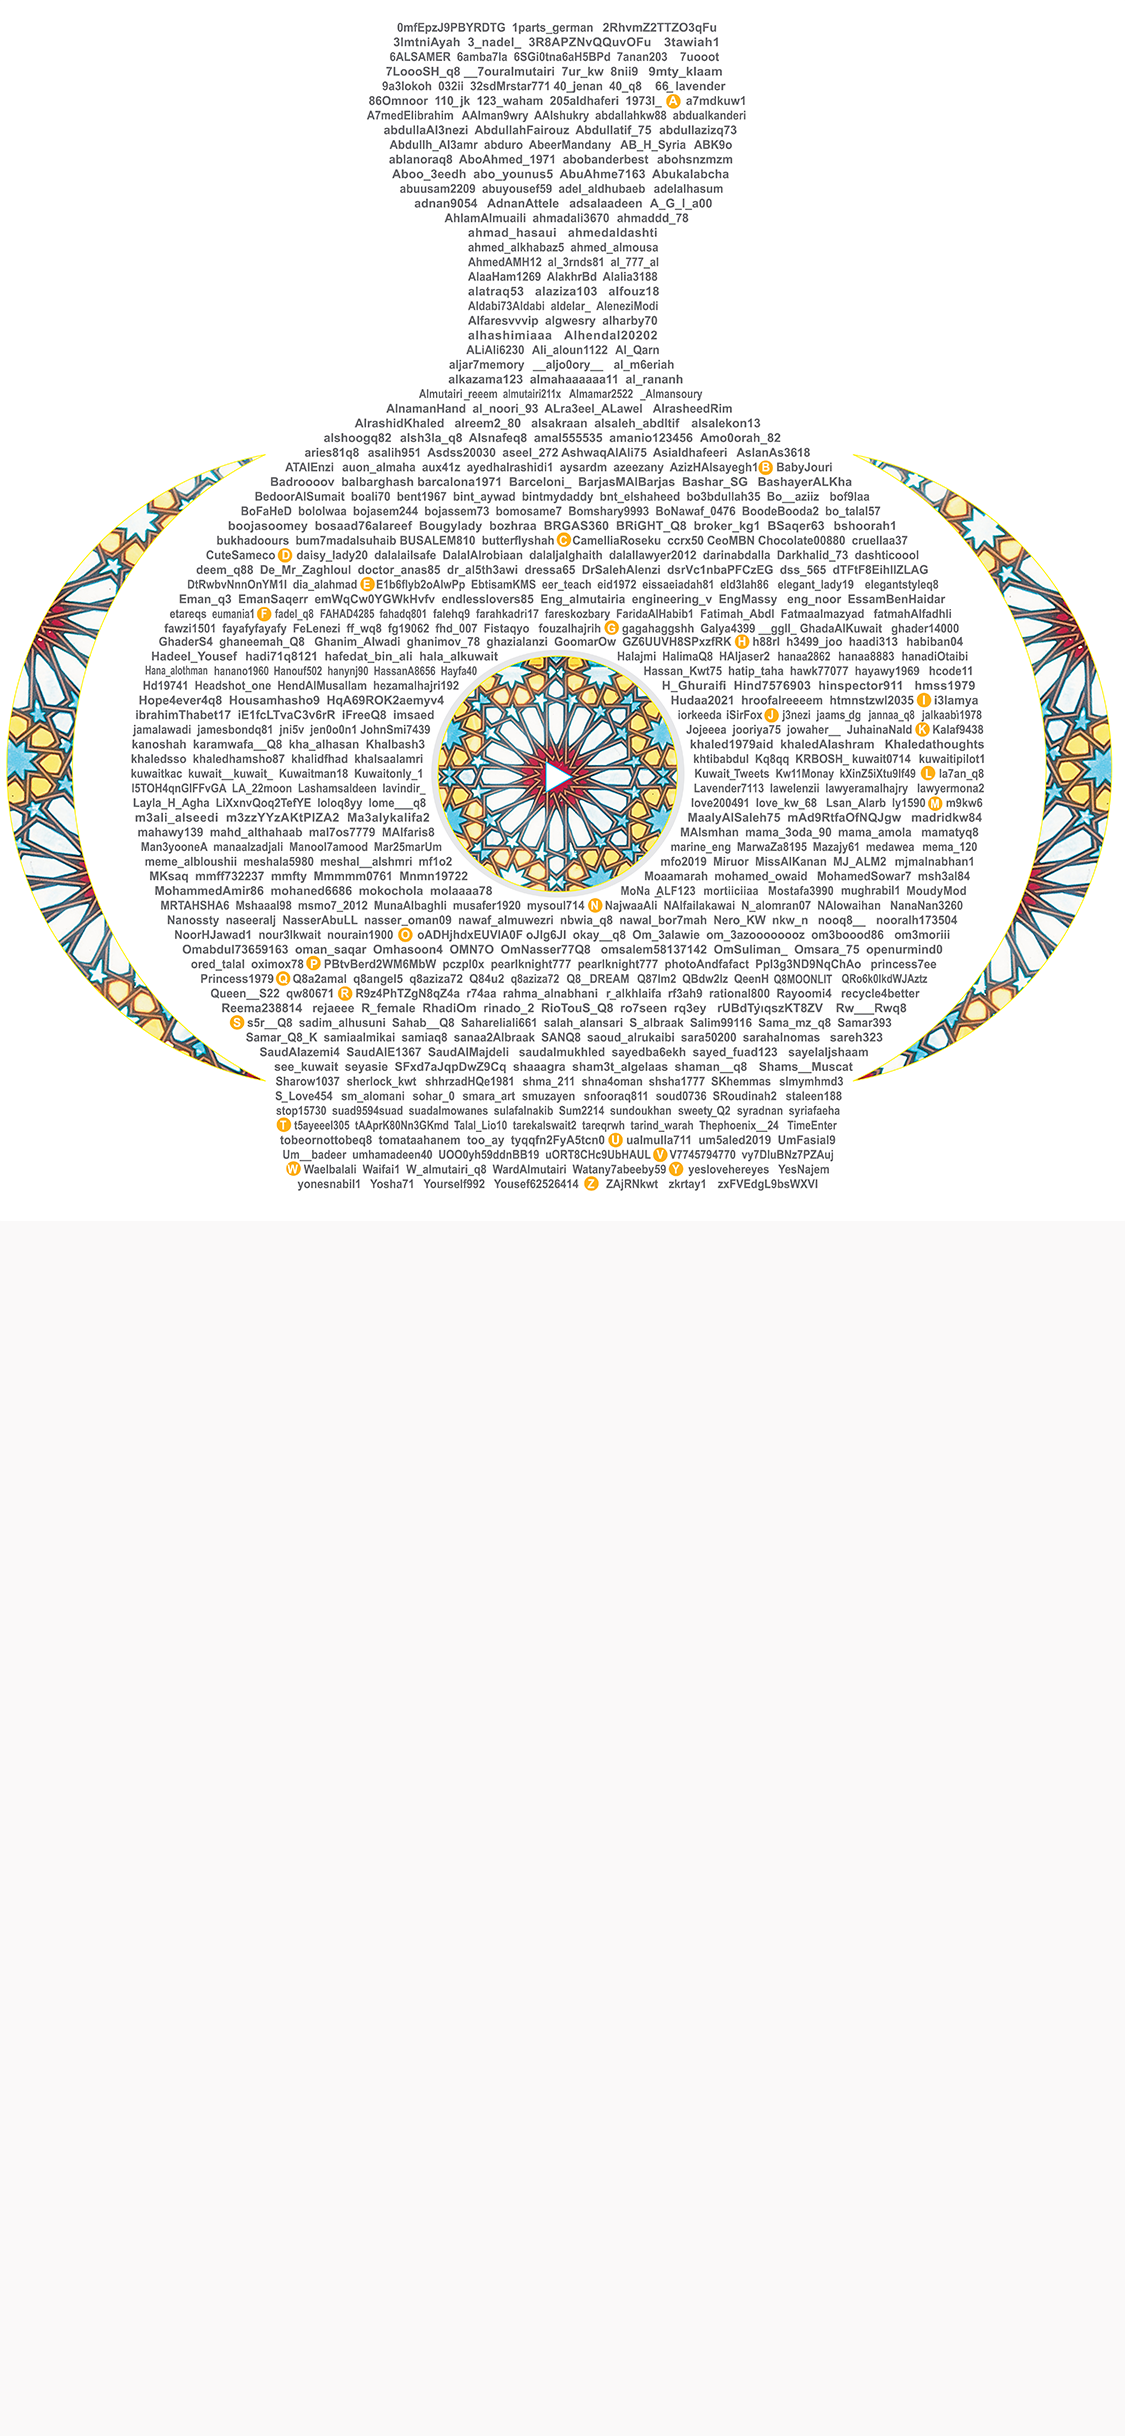 0mfEpzJ9PBYRDTG 1parts_german 2RhvmZ2TTZO3qFu
3lmtniAyah 3_nadel_ 3R8APZNvQQuvOFu 3tawiah1
6ALSAMER 6amba7la 6SGi0tna6aH5BPd 7anan203 7uooot
7LoooSH_q8 __7ouralmutairi 7ur_kw 8nii9 9mty_klaam
9a3lokoh 032ii 32sdMrstar771 40_jenan 40_q8 66_lavender
86Omnoor 110_jk 123_waham 205aldhaferi 1973I_ A a7mdkuw1
A7medElibrahim AAlman9wry AAlshukry abdallahkw88 abdualkanderi
abdullaAl3nezi AbdullahFairouz Abdullatif_75 abdullazizq73
Abdullh_Al3amr abduro AbeerMandany AB_H_Syria ABK9o
ablanoraq8 AboAhmed_1971 abobanderbest abohsnzmzm
Aboo_3eedh abo_younus5 AbuAhme7163 Abukalabcha
abuusam2209 abuyousef59 adel_aldhubaeb adelalhasum
adnan9054 AdnanAttele adsalaadeen A_G_I_a00
AhlamAlmuaili ahmadali3670 ahmaddd_78
ahmad_hasaui ahmedaldashti
ahmed_alkhabaz5 ahmed_almousa
AhmedAMH12 al_3rnds81 al_777_al
AlaaHam1269 AlakhrBd Alalia3188
alatraq53 alaziza103 alfouz18
Aldabi73Aldabi aldelar_ AleneziModi
Alfaresvvvip algwesry alharby70
alhashimiaaa Alhendal20202
ALiAli6230 Ali_aloun1122 Al_Qarn
aljar7memory __aljo0ory__ al_m6eriah
alkazama123 almahaaaaaa11 al_rananh
Almutairi_reeem almutairi211x Almamar2522 _Almansoury
AlnamanHand al_noori_93 ALra3eel_ALawel AlrasheedRim
AlrashidKhaled alreem2_80 alsakraan alsaleh_abdltif alsalekon13
alshoogq82 alsh3la_q8 Alsnafeq8 amal555535 amanio123456 Amo0orah_82
aries81q8 asalih951 Asdss20030 aseel_272 AshwaqAlAli75 Asialdhafeeri AslanAs3618
ATAlEnzi auon_almaha aux41z ayedhalrashidi1 aysardm azeezany AzizHAlsayegh1 B BabyJouri
Badroooov balbarghash barcalona1971 Barceloni_ BarjasMAlBarjas Bashar_SG BashayerALKha
BedoorAlSumait boali70 bent1967 bint_aywad bintmydaddy bnt_elshaheed bo3bdullah35 Bo__aziiz bof9laa
BoFaHeD bololwaa bojasem244 bojassem73 bomosame7 Bomshary9993 BoNawaf_0476 BoodeBooda2 bo_talal57
boojasoomey bosaad76alareef Bougylady bozhraa BRGAS360 BRiGHT_Q8 broker_kg1 BSaqer63 bshoorah1
bukhadoours bum7madalsuhaib BUSALEM810 butterflyshah C CamelliaRoseku ccrx50 CeoMBN Chocolate00880 cruellaa37
CuteSameco D daisy_lady20 dalalailsafe DalalAlrobiaan dalaljalghaith dalallawyer2012 darinabdalla Darkhalid_73 dashticoool
deem_q88 De_Mr_Zaghloul doctor_anas85 dr_al5th3awi dressa65 DrSalehAlenzi dsrVc1nbaPFCzEG dss_565 dTFtF8EihIlZLAG
DtRwbvNnnOnYM1I dia_alahmad E E1b6flyb2oAlwPp EbtisamKMS eer_teach eid1972 eissaeiadah81 eld3lah86 elegant_lady19 elegantstyleq8
Eman_q3 EmanSaqerr emWqCw0YGWkHvfv endlesslovers85 Eng_almutairia engineering_v EngMassy eng_noor EssamBenHaidar
etareqs eumania1 F fadel_q8 FAHAD4285 fahadq801 falehq9 farahkadri17 fareskozbary FaridaAlHabib1 Fatimah_Abdl Fatmaalmazyad fatmahAlfadhli
fawzi1501 fayafyfayafy FeLenezi ff_wq8 fg19062 fhd_007 Fistaqyo fouzalhajrih G gagahaggshh Galya4399 __ggll_ GhadaAlKuwait ghader14000
GhaderS4 ghaneemah_Q8 Ghanim_Alwadi ghanimov_78 ghazialanzi GoomarOw GZ6UUVH8SPxzfRK H h88rl h3499_joo haadi313 habiban04
Hadeel_Yousef hadi71q8121 hafedat_bin_ali hala_alkuwait Halajmi HalimaQ8 HAljaser2 hanaa2862 hanaa8883 hanadiOtaibi
Hana_alothman hanano1960 Hanouf502 hanynj90 HassanA8656 Hayfa40 Hassan_Kwt75 hatip_taha hawk77077 hayawy1969 hcode11
Hd19741 Headshot_one HendAlMusallam hezamalhajri192 H_Ghuraifi Hind7576903 hinspector911 hmss1979
Hope4ever4q8 Housamhasho9 HqA69ROK2aemyv4 Hudaa2021 hroofalreeeem htmnstzwl2035 I i3lamya
ibrahimThabet17 iE1fcLTvaC3v6rR iFreeQ8 imsaed iorkeeda iSirFox J j3nezi jaams_dg jannaa_q8 jalkaabi1978
jamalawadi jamesbondq81 jni5v jen0o0n1 JohnSmi7439 Jojeeea jooriya75 jowaher__ JuhainaNald K Kalaf9438
kanoshah karamwafa__Q8 kha_alhasan Khalbash3 khaled1979aid khaledAlashram Khaledathoughts
khaledsso khaledhamsho87 khalidfhad khalsaalamri khtibabdul Kq8qq KRBOSH_ kuwait0714 kuwaitipilot1
kuwaitkac kuwait__kuwait_ Kuwaitman18 Kuwaitonly_1 Kuwait_Tweets Kw11Monay kXinZ5iXtu9lf49 L la7an_q8
l5TOH4qnGlFFvGA LA_22moon Lashamsaldeen lavindir_ Lavender7113 lawelenzii lawyeramalhajry lawyermona2
Layla_H_Agha LiXxnvQoq2TefYE loloq8yy lome___q8 love200491 love_kw_68 Lsan_Alarb ly1590 M m9kw6
m3ali_alseedi m3zzYYzAKtPlZA2 Ma3alykalifa2 MaalyAlSaleh75 mAd9RtfaOfNQJgw madridkw84
mahawy139 mahd_althahaab mal7os7779 MAlfaris8 MAlsmhan mama_3oda_90 mama_amola mamatyq8
Man3yooneA manaalzadjali Manool7amood Mar25marUm marine_eng MarwaZa8195 Mazajy61 medawea mema_120
meme_albloushii meshala5980 meshal__alshmri mf1o2 mfo2019 Miruor MissAlKanan MJ_ALM2 mjmalnabhan1
MKsaq mmff732237 mmfty Mmmmm0761 Mnmn19722 Moaamarah mohamed_owaid MohamedSowar7 msh3al84
MohammedAmir86 mohaned6686 mokochola molaaaa78 MoNa_ALF123 mortiiciiaa Mostafa3990 mughrabil1 MoudyMod
MRTAHSHA6 Mshaaal98 msmo7_2012 MunaAlbaghli musafer1920 mysoul714 N NajwaaAli NAlfailakawai N_alomran07 NAlowaihan NanaNan3260
Nanossty naseeralj NasserAbuLL nasser_oman09 nawaf_almuwezri nbwia_q8 nawal_bor7mah Nero_KW nkw_n nooq8__ nooralh173504
NoorHJawad1 nour3lkwait nourain1900 O oADHjhdxEUVIA0F oJlg6JI okay__q8 Om_3alawie om_3azoooooooz om3boood86 om3moriii
Omabdul73659163 oman_saqar Omhasoon4 OMN7O OmNasser77Q8 omsalem58137142 OmSuliman_ Omsara_75 openurmind0
ored_talal oximox78 P PBtvBerd2WM6MbW pczpl0x pearlknight777 pearlknight777 photoAndfafact Ppl3g3ND9NqChAo princess7ee
Princess1979 Q Q8a2amal q8angel5 q8aziza72 Q84u2 q8aziza72 Q8_DREAM Q87lm2 QBdw2lz QeenH Q8MOONLIT QRo6k0lkdWJAztz
Queen__S22 qw80671 R R9z4PhTZgN8qZ4a r74aa rahma_alnabhani r_alkhlaifa rf3ah9 rational800 Rayoomi4 recycle4better
Reema238814 rejaeee R_female RhadiOm rinado_2 RioTouS_Q8 ro7seen rq3ey rUBdTyıqszKT8ZV Rw___Rwq8
S s5r__Q8 sadim_alhusuni Sahab__Q8 Sahareliali661 salah_alansari S_albraak Salim99116 Sama_mz_q8 Samar393
Samar_Q8_K samiaalmikai samiaq8 sanaa2Albraak SANQ8 saoud_alrukaibi sara50200 sarahalnomas sareh323
SaudAlazemi4 SaudAlE1367 SaudAlMajdeli saudalmukhled sayedba6ekh sayed_fuad123 sayelaljshaam
see_kuwait seyasie SFxd7aJqpDwZ9Cq shaaagra sham3t_algelaas shaman__q8 Shams__Muscat
Sharow1037 sherlock_kwt shhrzadHQe1981 shma_211 shna4oman shsha1777 SKhemmas slmymhmd3
S_Love454 sm_alomani sohar_0 smara_art smuzayen snfooraq811 soud0736 SRoudinah2 staleen188
stop15730 suad9594suad suadalmowanes sulafalnakib Sum2214 sundoukhan sweety_Q2 syradnan syriafaeha
T t5ayeeel305 tAAprK80Nn3GKmd Talal_Lio10 tarekalswait2 tareqrwh tarind_warah Thephoenix__24 TimeEnter
tobeornottobeq8 tomataahanem too_ay tyqqfn2FyA5tcn0 U ualmulla711 um5aled2019 UmFasial9
Um__badeer umhamadeen40 UOO0yh59ddnBB19 uORT8CHc9UbHAUL V V7745794770 vy7DluBNz7PZAuj
W Waelbalali Waifai1 W_almutairi_q8 WardAlmutairi Watany7abeeby59 Y yeslovehereyes YesNajem
yonesnabil1 Yosha71 Yourself992 Yousef62526414 Z ZAjRNkwt zkrtay1 zxFVEdgL9bsWXVI